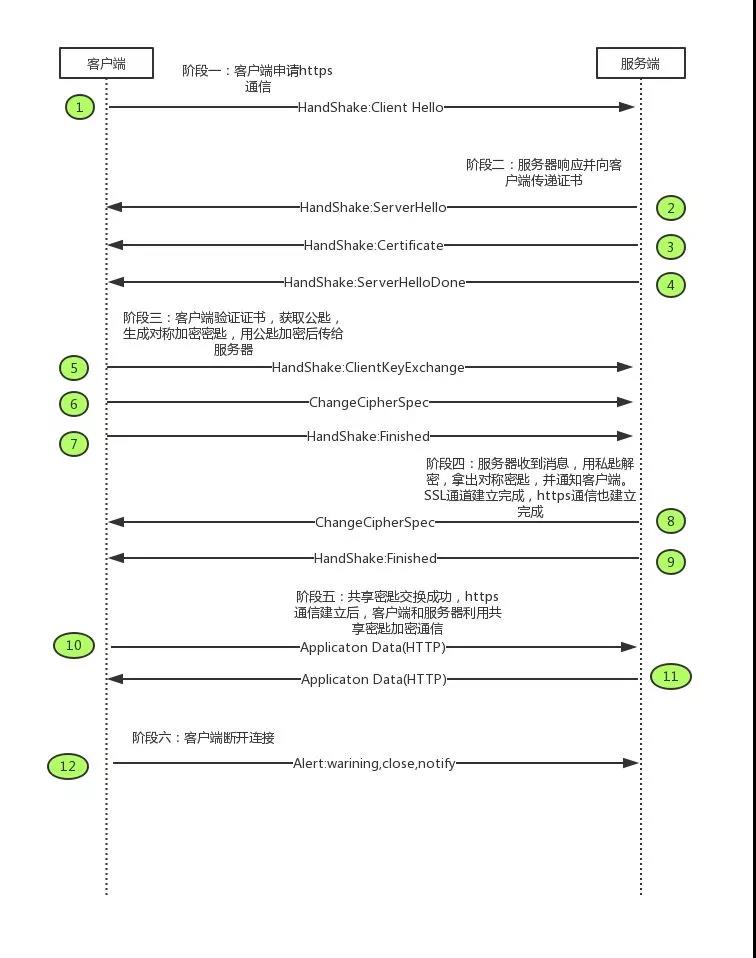 客户端
服务端
阶段一：客户端申请https
通信
1
HandShake:Client Hello
阶段二：服务器响应并向客
户端传递证书
HandShake:ServerHello
2
HandShake:Certificate
3
HandShake:ServerHelloDone
4
阶段三：客户端验证证书，获取公匙，
生成对称加密密匙，用公匙加密后传给
服务器
5
HandShake:ClientKeyExchange
6
ChangeCipherSpec
7
HandShake:Finished
阶段四：服务器收到消息，用私匙解
密，拿出对称密匙，并通知客户端。
SSL通道建立完成，https通信也建立
完成
ChangeCipherSpec
8
HandShake:Finished
9
阶段五：共享密匙交换成功，https
通信建立后，客户端和服务器利用共
享密匙加密通信
10
Applicaton Data(HTTP)
Applicaton Data(HTTP)
11
阶段六：客户端断开连接
12
Alert:warining,close,notify